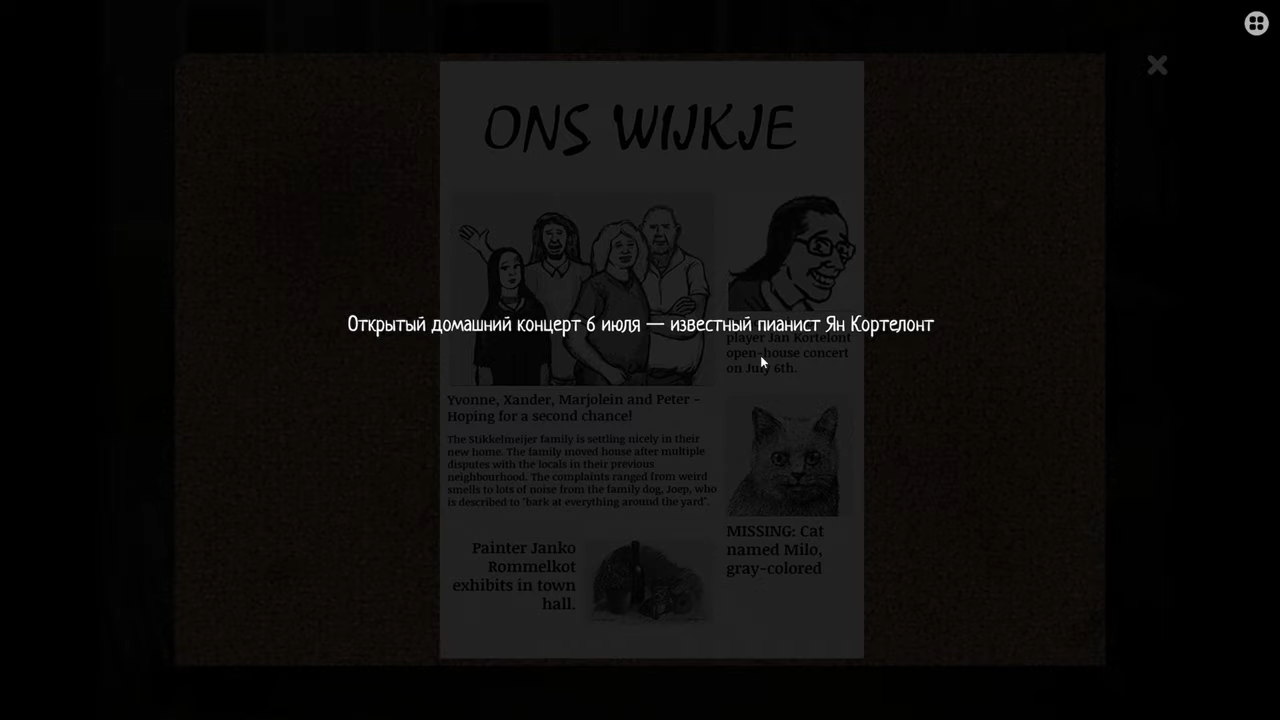 ONS WIJKJE
Открытый домашний концерт 6 июля — известный пианист Ян Кортелонт
player Jan Kortelont
open-house concert
on July 6th.
Yvonne, Xander, Marjolein and Peter -
Hoping for a second chance!
The Stikkelmeijer family is settling nicely in their
new home. The family moved house after multiple
disputes with the locals in their previous
neighbourhood. The complaints ranged from weird
smells to lots of noise from the family dog, Joep, who
is described to "bark at everything around the yard".
MISSING: Cat
named Milo,
gray-colored
Painter Janko
Rommelkot
exhibits in town
hall.